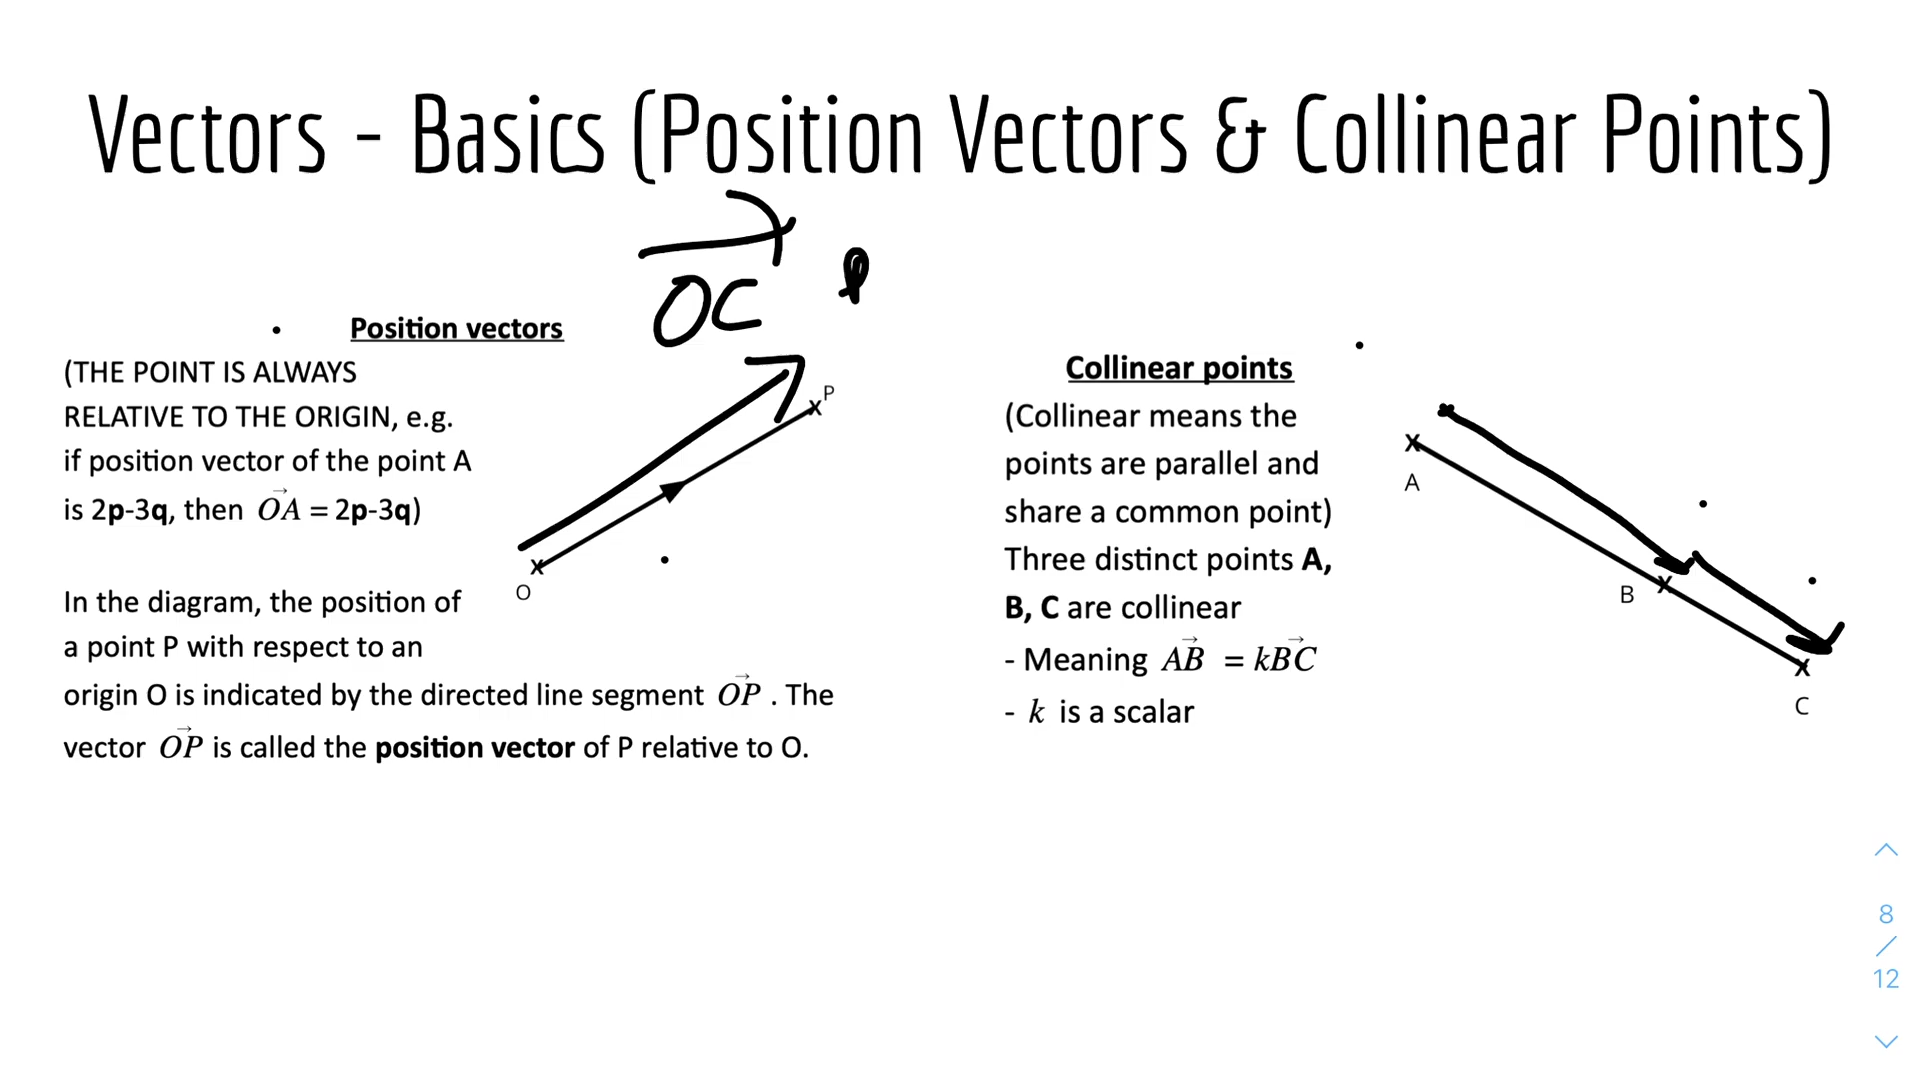 Vectors - Basics (Position Vectors & Collinear Points)
OC
Position vectors
(THE POINT IS ALWAYS
RELATIVE TO THE ORIGIN, e.g.
if position vector of the point A
is 2p-3q, then OA⃗ = 2p-3q)
In the diagram, the position of
a point P with respect to an
origin O is indicated by the directed line segment OP⃗ . The
vector OP⃗ is called the position vector of P relative to O.
P
O
Collinear points
(Collinear means the
points are parallel and
share a common point)
Three distinct points A,
B, C are collinear
- Meaning AB⃗ = kBC⃗
- k is a scalar
A
B
C
8
/
12